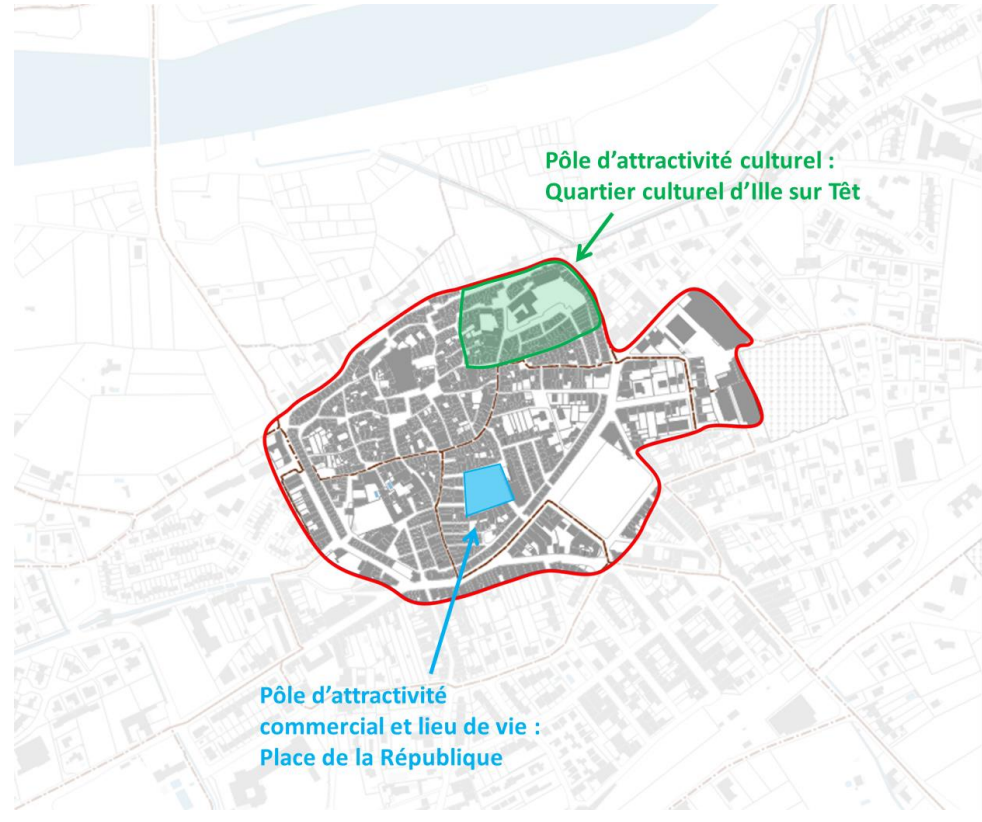 Pôle d’attractivité culturel :
Quartier culturel d’Ille sur Têt
Pôle d’attractivité
commercial et lieu de vie :
Place de la République